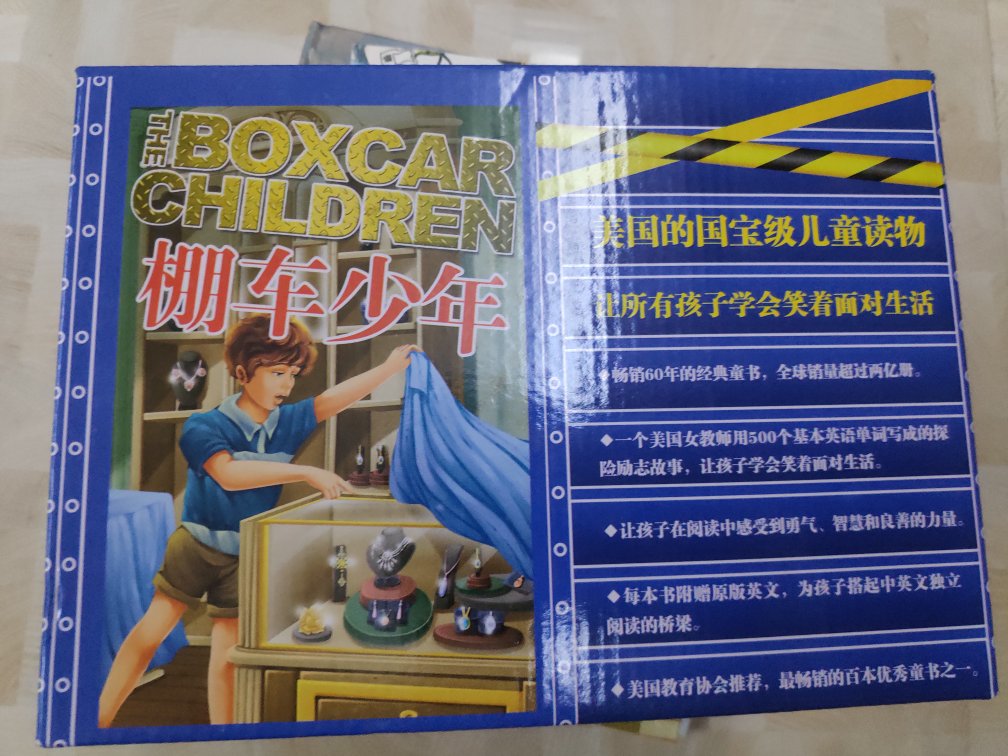 THE
BOXCAR
CHILDREN
棚车少年
美国的国宝级儿童读物
让所有孩子学会笑着面对生活
◆畅销60年的经典童书，全球销量超过两亿册。
◆一个美国女教师用500个基本英语单词写成的探
险励志故事，让孩子学会笑着面对生活。
◆让孩子在阅读中感受到勇气、智慧和良善的力量。
◆每本书附赠原版英文，为孩子搭起中英文独立
阅读的桥梁。
◆美国教育协会推荐，最畅销的百本优秀童书之一。